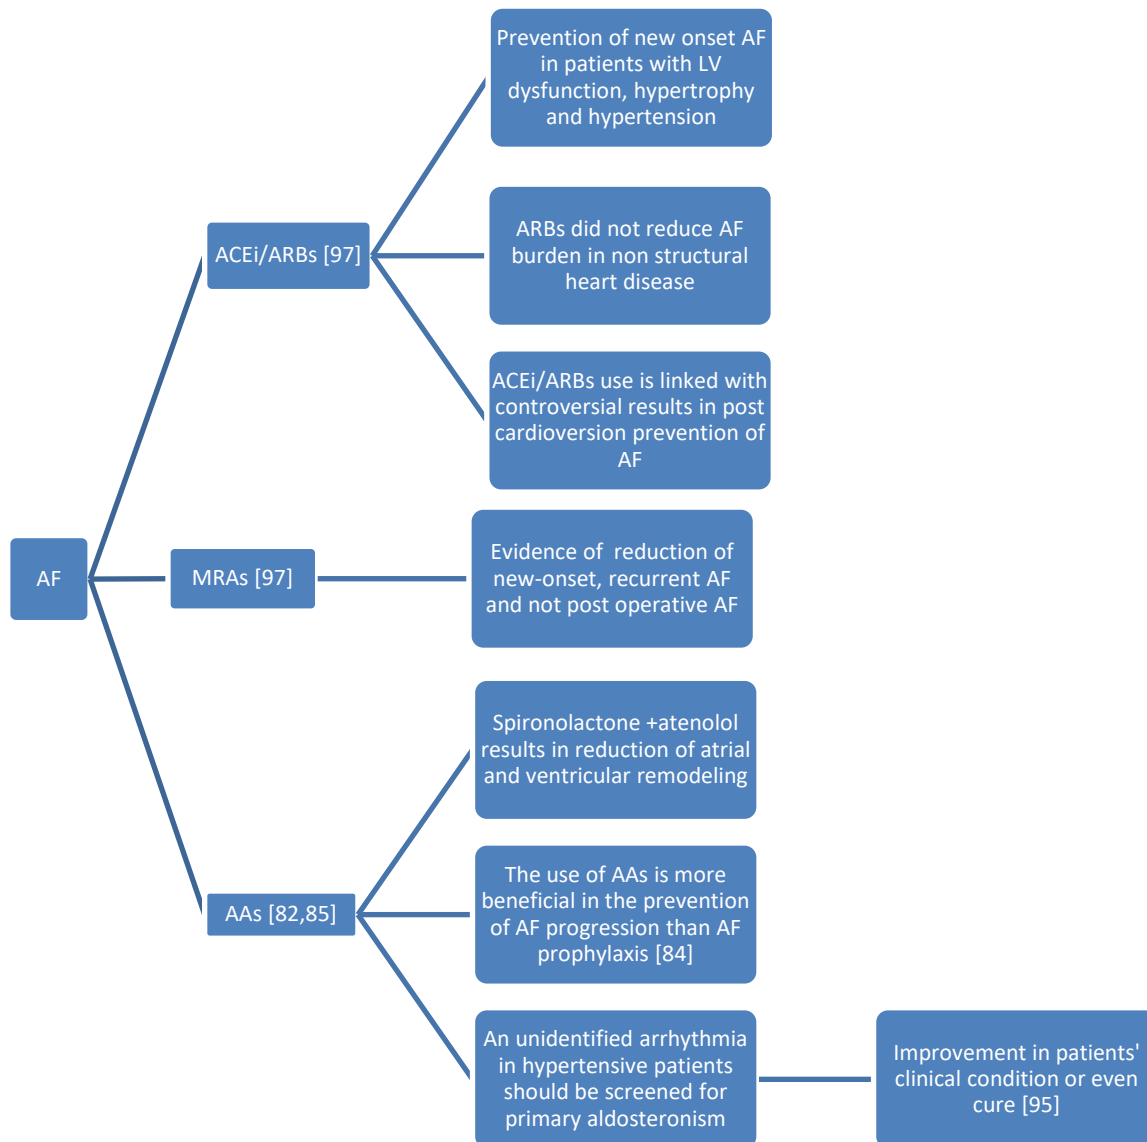 Prevention of new onset AF
in patients with LV
dysfunction, hypertrophy
and hypertension
ACEi/ARBs [97]
ARBs did not reduce AF
burden in non structural
heart disease
ACEi/ARBs use is linked with
controversial results in post
cardioversion prevention of
AF
AF
MRAs [97]
Evidence of reduction of
new-onset, recurrent AF
and not post operative AF
Spironolactone +atenolol
results in reduction of atrial
and ventricular remodeling
AAs [82,85]
The use of AAs is more
beneficial in the prevention
of AF progression than AF
prophylaxis [84]
An unidentified arrhythmia
in hypertensive patients
should be screened for
primary aldosteronism
Improvement in patients'
clinical condition or even
cure [95]